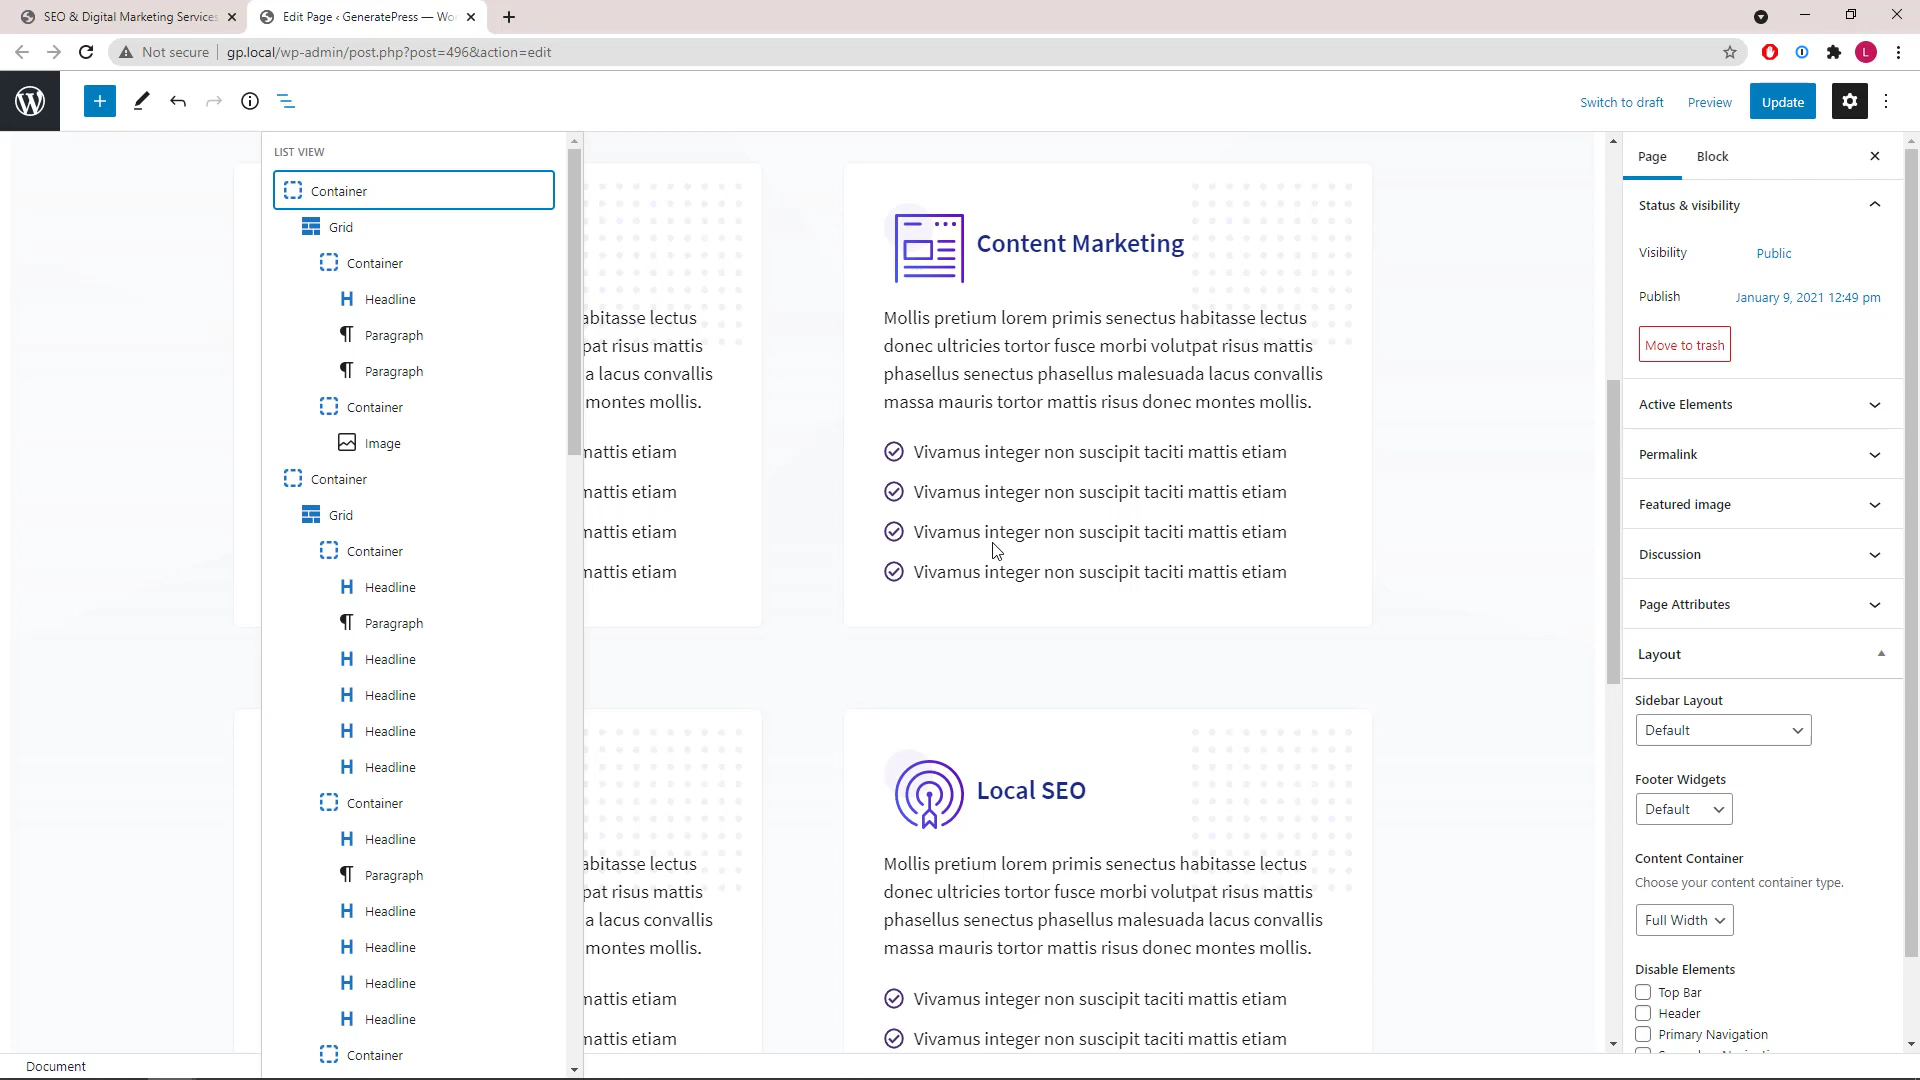 SEO & Digital Marketing Services
Edit Page ‹ GeneratePress — Wo
Not secure
gp.local/wp-admin/post.php?post=496&action=edit
L
Switch to draft
Preview
Update
LIST VIEW
Container
Grid
Container
Headline
Paragraph
Paragraph
Container
Image
Container
Grid
Container
Headline
Paragraph
Headline
Headline
Headline
Headline
Container
Headline
Paragraph
Headline
Headline
Headline
Headline
Container
abitasse lectus
pat risus mattis
a lacus convallis
montes mollis.
mattis etiam
mattis etiam
mattis etiam
mattis etiam
abitasse lectus
pat risus mattis
a lacus convallis
montes mollis.
mattis etiam
mattis etiam
Content Marketing
Mollis pretium lorem primis senectus habitasse lectus
donec ultricies tortor fusce morbi volutpat risus mattis
phasellus senectus phasellus malesuada lacus convallis
massa mauris tortor mattis risus donec montes mollis.
Vivamus integer non suscipit taciti mattis etiam
Vivamus integer non suscipit taciti mattis etiam
Vivamus integer non suscipit taciti mattis etiam
Vivamus integer non suscipit taciti mattis etiam
Local SEO
Mollis pretium lorem primis senectus habitasse lectus
donec ultricies tortor fusce morbi volutpat risus mattis
phasellus senectus phasellus malesuada lacus convallis
massa mauris tortor mattis risus donec montes mollis.
Vivamus integer non suscipit taciti mattis etiam
Vivamus integer non suscipit taciti mattis etiam
Page
Block
Status & visibility
Visibility
Public
Publish
January 9, 2021 12:49 pm
Move to trash
Active Elements
Permalink
Featured image
Discussion
Page Attributes
Layout
Sidebar Layout
Default
Footer Widgets
Default
Content Container
Choose your content container type.
Full Width
Disable Elements
Top Bar
Header
Primary Navigation
Document